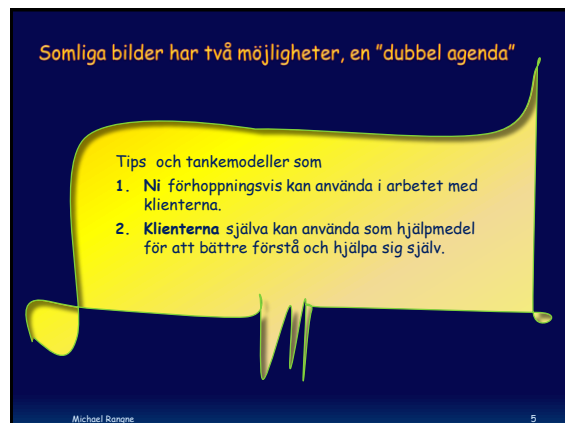 Somliga bilder har två möjligheter, en ”dubbel agenda”
Tips och tankemodeller som
1. Ni förhoppningsvis kan använda i arbetet med
klienterna.
2. Klienterna själva kan använda som hjälpmedel
för att bättre förstå och hjälpa sig själv.
Michael Rangne
5